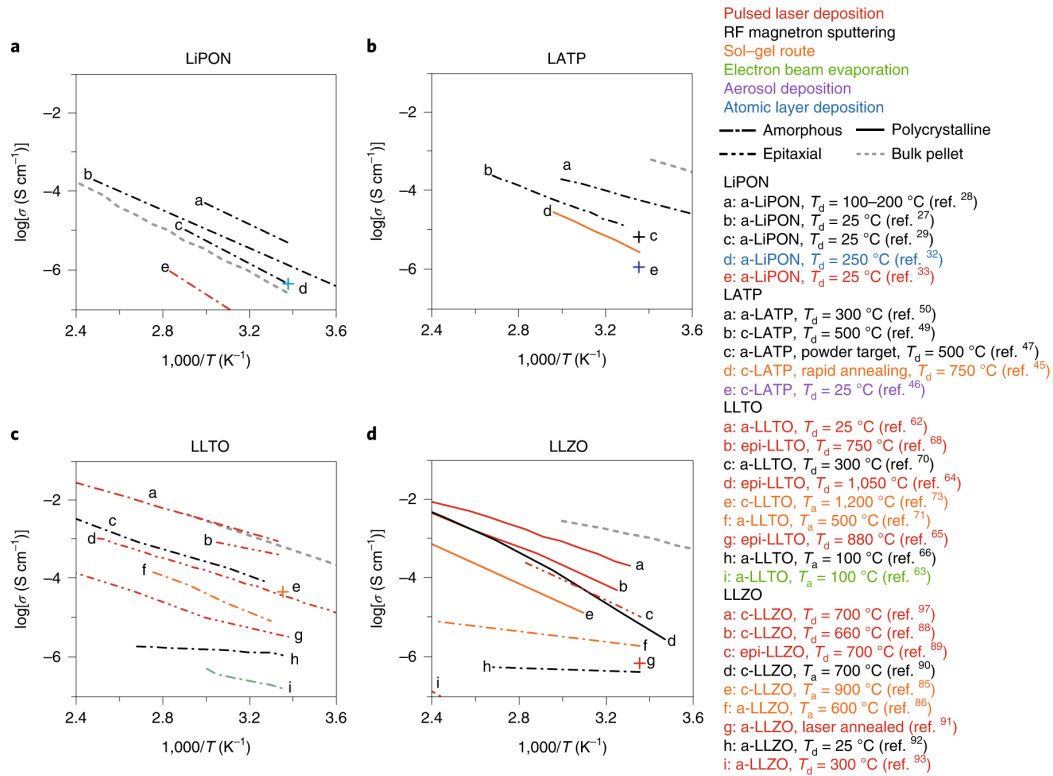 a
LiPON
log[σ (S cm⁻¹)]
−2
−4
−6
b
a
c
e
d
2.4 2.8 3.2 3.6
1,000/T (K⁻¹)
b
LATP
log[σ (S cm⁻¹)]
−2
−4
−6
a
b
d
c
e
2.4 2.8 3.2 3.6
1,000/T (K⁻¹)
c
LLTO
log[σ (S cm⁻¹)]
−2
−4
−6
a
c
b
d
f
e
g
h
i
2.4 2.8 3.2 3.6
1,000/T (K⁻¹)
d
LLZO
log[σ (S cm⁻¹)]
−2
−4
−6
a
b
c
e
d
f
g
h
i
2.4 2.8 3.2 3.6
1,000/T (K⁻¹)
Pulsed laser deposition
RF magnetron sputtering
Sol–gel route
Electron beam evaporation
Aerosol deposition
Atomic layer deposition
Amorphous Polycrystalline
Epitaxial Bulk pellet
LiPON
a: a-LiPON, Td = 100–200 °C (ref. 28)
b: a-LiPON, Td = 25 °C (ref. 27)
c: a-LiPON, Td = 25 °C (ref. 29)
d: a-LiPON, Td = 250 °C (ref. 32)
e: a-LiPON, Td = 25 °C (ref. 33)
LATP
a: a-LATP, Td = 300 °C (ref. 50)
b: c-LATP, Td = 500 °C (ref. 49)
c: a-LATP, powder target, Td = 500 °C (ref. 47)
d: c-LATP, rapid annealing, Td = 750 °C (ref. 45)
e: c-LATP, Td = 25 °C (ref. 46)
LLTO
a: a-LLTO, Td = 25 °C (ref. 62)
b: epi-LLTO, Td = 750 °C (ref. 68)
c: a-LLTO, Td = 300 °C (ref. 70)
d: epi-LLTO, Td = 1,050 °C (ref. 64)
e: c-LLTO, Ta = 1,200 °C (ref. 73)
f: a-LLTO, Ta = 500 °C (ref. 71)
g: epi-LLTO, Td = 880 °C (ref. 65)
h: a-LLTO, Ta = 100 °C (ref. 66)
i: a-LLTO, Ta = 100 °C (ref. 63)
LLZO
a: c-LLZO, Td = 700 °C (ref. 97)
b: c-LLZO, Td = 660 °C (ref. 88)
c: epi-LLZO, Td = 700 °C (ref. 89)
d: c-LLZO, Ta = 700 °C (ref. 90)
e: c-LLZO, Ta = 900 °C (ref. 85)
f: a-LLZO, Ta = 600 °C (ref. 86)
g: a-LLZO, laser annealed (ref. 91)
h: a-LLZO, Td = 25 °C (ref. 92)
i: a-LLZO, Td = 300 °C (ref. 93)